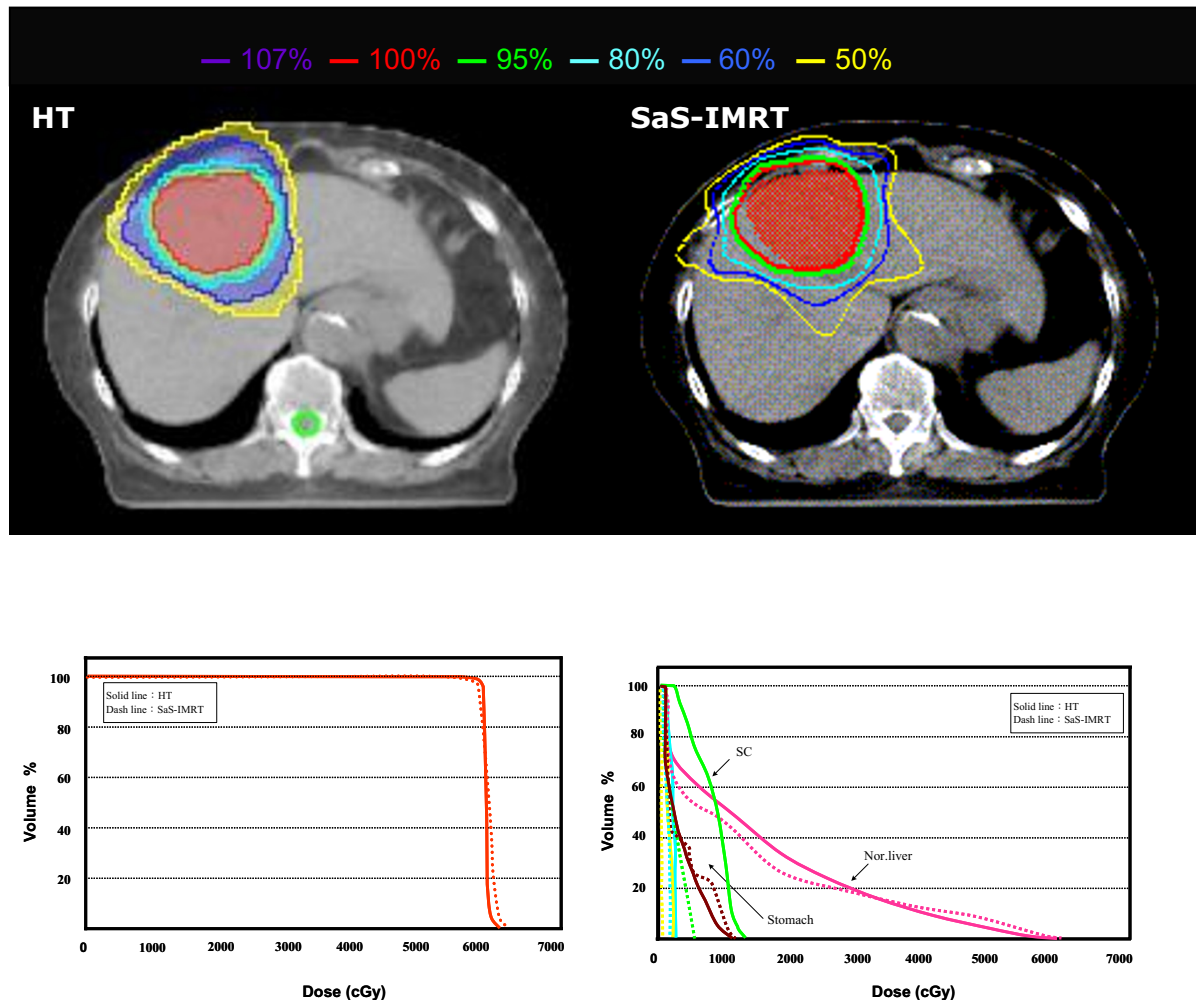 107% 100% 95% 80% 60% 50%
HT
SaS-IMRT
100
80
60
40
20
Solid line：HT
Dash line：SaS-IMRT
0 1000 2000 3000 4000 5000 6000 7000
Volume %
Dose (cGy)
100
80
60
40
20
Solid line：HT
Dash line：SaS-IMRT
SC
Nor.liver
Stomach
0 1000 2000 3000 4000 5000 6000 7000
Volume %
Dose (cGy)